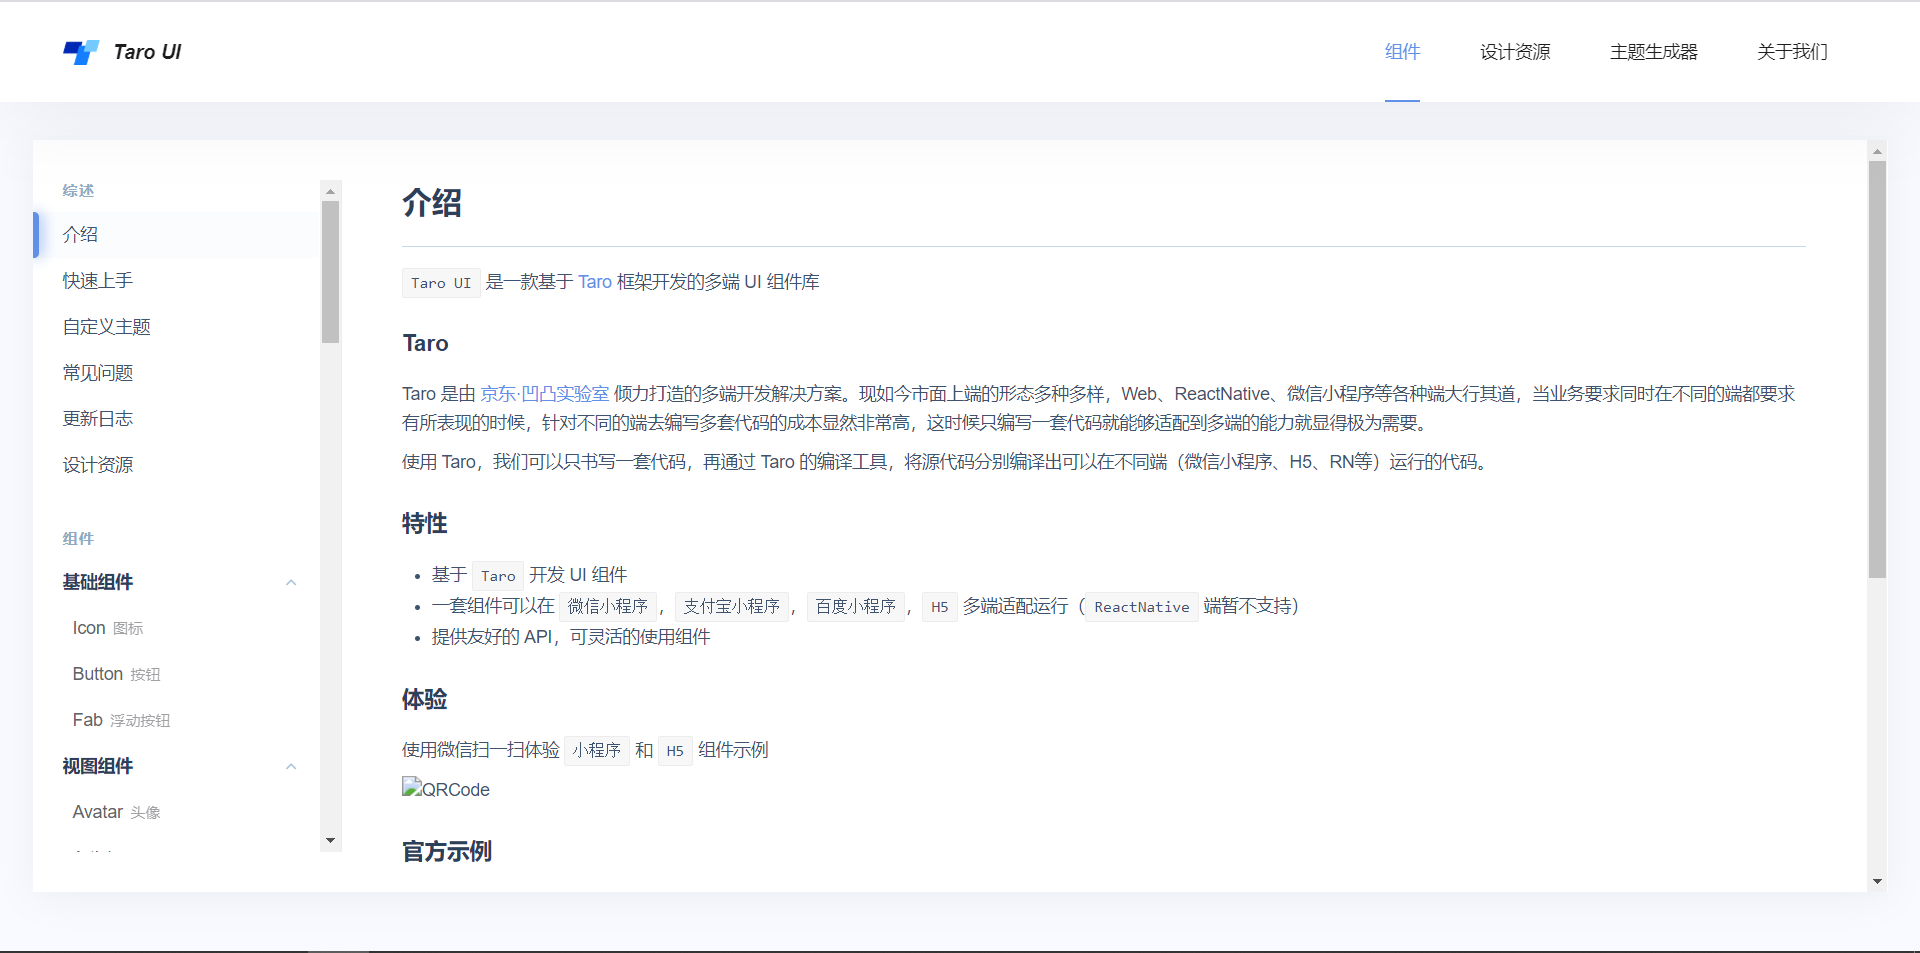 Taro UI
组件 设计资源 主题生成器 关于我们
综述
介绍
快速上手
自定义主题
常见问题
更新日志
设计资源
组件
基础组件
Icon 图标
Button 按钮
Fab 浮动按钮
视图组件
Avatar 头像
介绍
Taro UI 是一款基于 Taro 框架开发的多端 UI 组件库
Taro
Taro 是由 京东·凹凸实验室 倾力打造的多端开发解决方案。现如今市面上端的形态多种多样，Web、ReactNative、微信小程序等各种端大行其道，当业务要求同时在不同的端都要求
有所表现的时候，针对不同的端去编写多套代码的成本显然非常高，这时候只编写一套代码就能够适配到多端的能力就显得极为需要。
使用 Taro，我们可以只书写一套代码，再通过 Taro 的编译工具，将源代码分别编译出可以在不同端（微信小程序、H5、RN等）运行的代码。
特性
基于 Taro 开发 UI 组件
一套组件可以在 微信小程序，支付宝小程序，百度小程序，H5 多端适配运行（ReactNative 端暂不支持）
提供友好的 API，可灵活的使用组件
体验
使用微信扫一扫体验 小程序 和 H5 组件示例
QRCode
官方示例